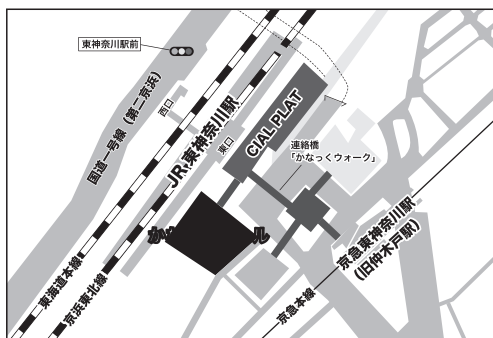 東神奈川駅前
国道一号線(第二京浜)
西口
JR東神奈川駅
東口
CIAL PLAT
連絡橋
「かなっくウォーク」
京急東神奈川駅
(旧仲木戸駅)
東海道本線
京浜東北線
京急本線